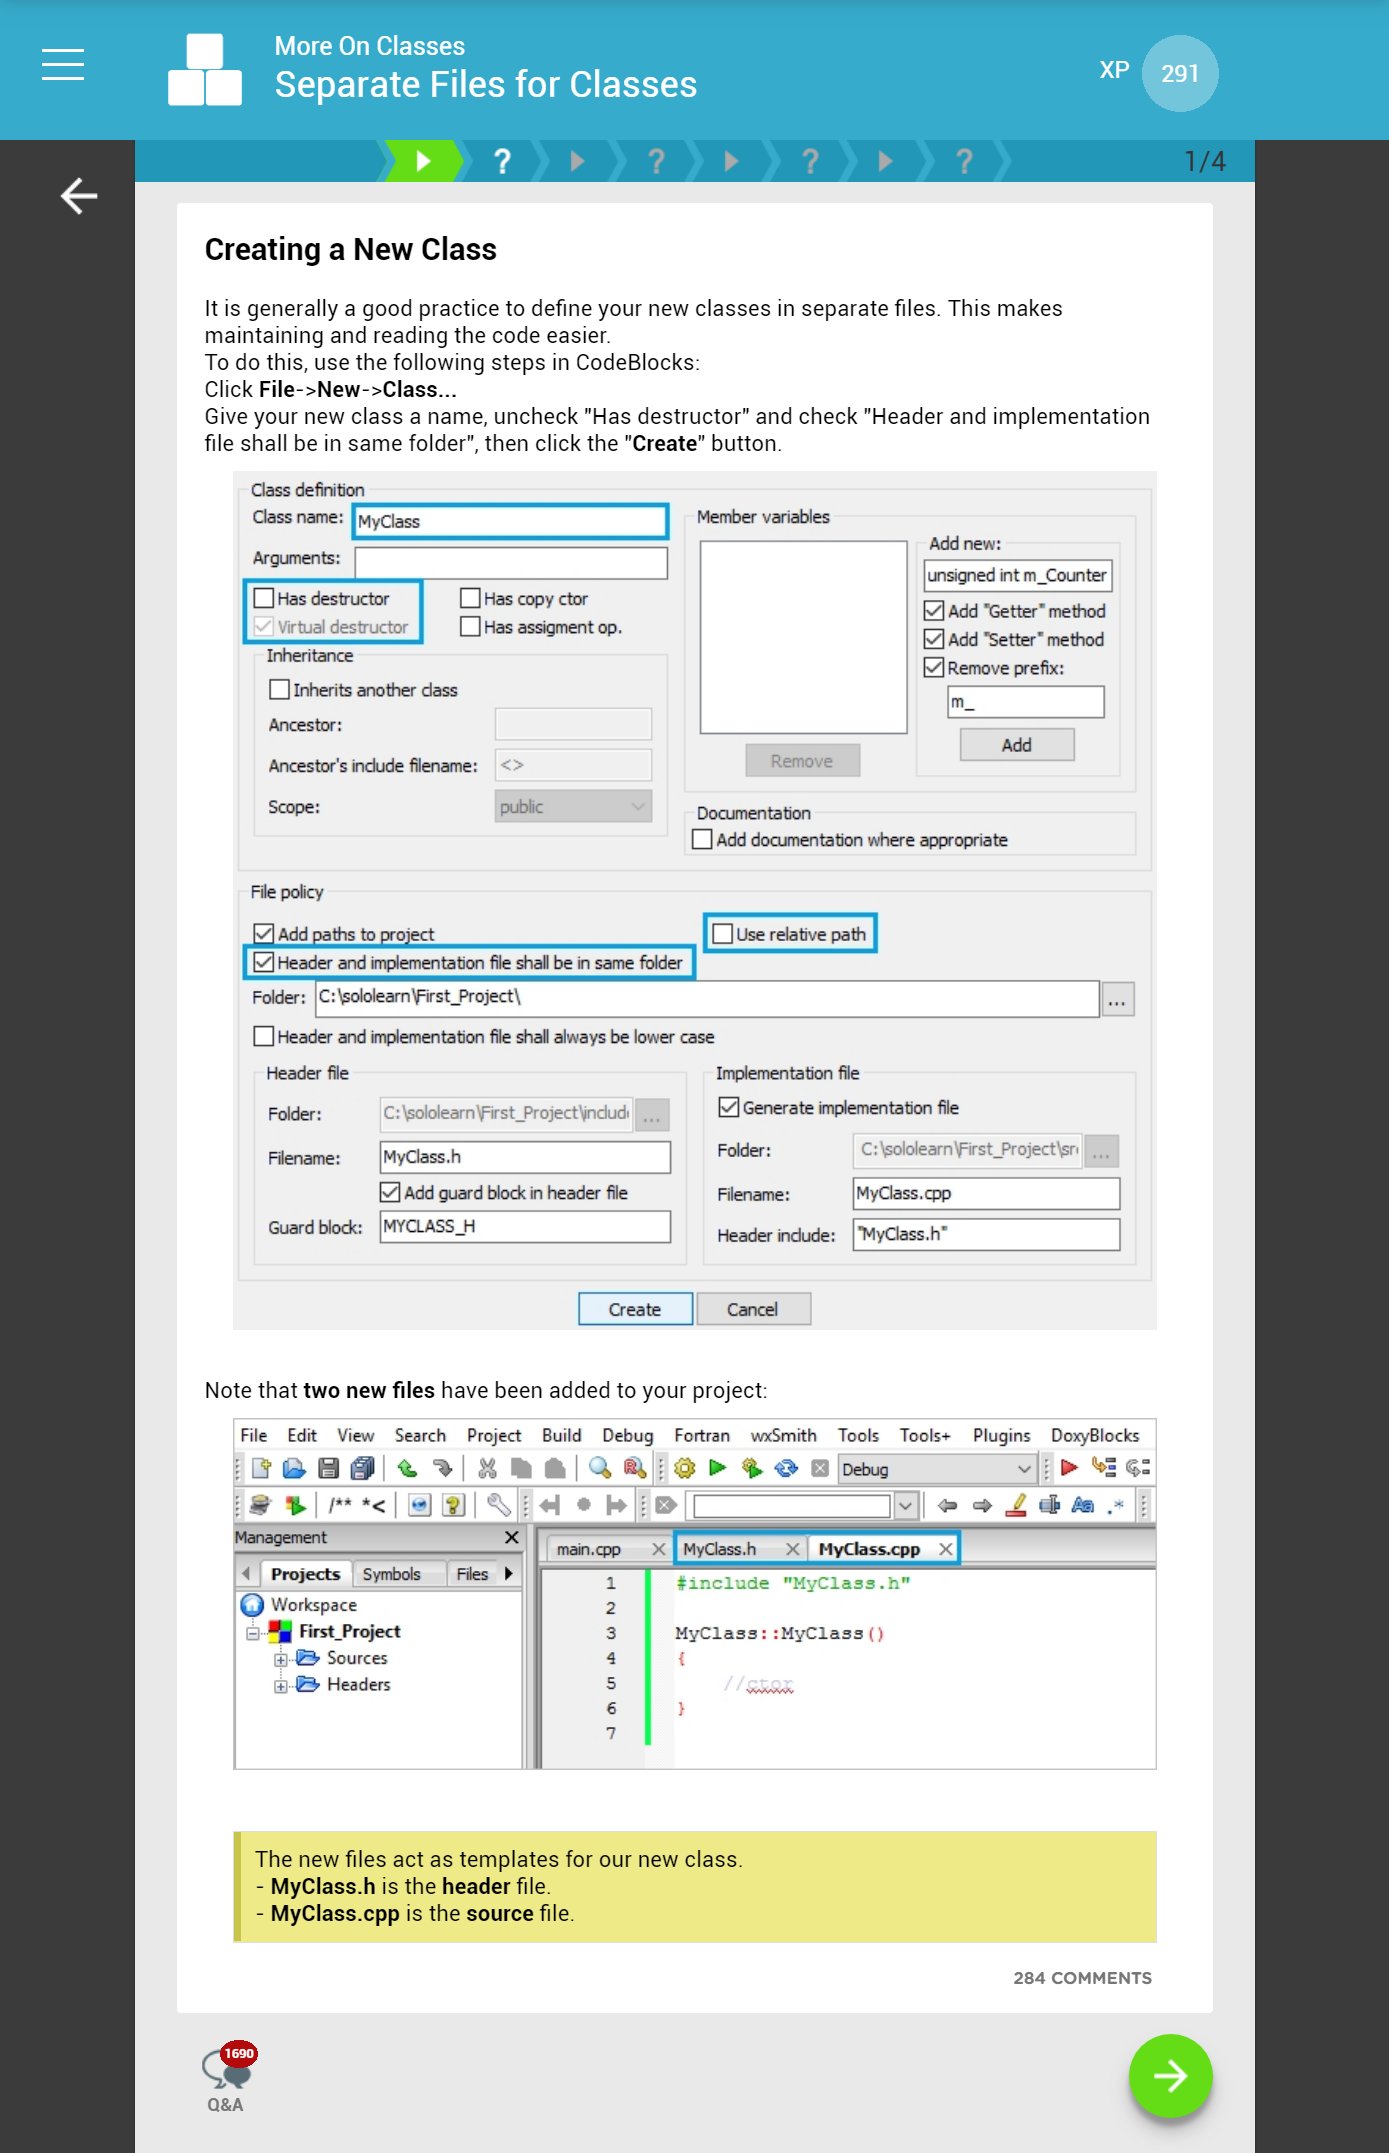 More On Classes
Separate Files for Classes
XP 291
? ? ? ? 1/4
Creating a New Class
It is generally a good practice to define your new classes in separate files. This makes
maintaining and reading the code easier.
To do this, use the following steps in CodeBlocks:
Click File->New->Class...
Give your new class a name, uncheck "Has destructor" and check "Header and implementation
file shall be in same folder", then click the "Create" button.
Class definition
Class name: MyClass
Arguments:
Has destructor Has copy ctor
Virtual destructor Has assigment op.
Inheritance
Inherits another class
Ancestor:
Ancestor's include filename: <>
Scope: public
Member variables
Remove
Add new:
unsigned int m_Counter
Add "Getter" method
Add "Setter" method
Remove prefix:
m_
Add
Documentation
Add documentation where appropriate
File policy
Add paths to project Use relative path
Header and implementation file shall be in same folder
Folder: C:\sololearn\First_Project\ ...
Header and implementation file shall always be lower case
Header file
Folder: C:\sololearn\First_Project\includ ...
Filename: MyClass.h
Add guard block in header file
Guard block: MYCLASS_H
Implementation file
Generate implementation file
Folder: C:\sololearn\First_Project\sr ...
Filename: MyClass.cpp
Header include: "MyClass.h"
Create Cancel
Note that two new files have been added to your project:
File Edit View Search Project Build Debug Fortran wxSmith Tools Tools+ Plugins DoxyBlocks
Debug
/** *<
Management
Projects Symbols Files
Workspace
First_Project
Sources
Headers
main.cpp MyClass.h MyClass.cpp
1 #include "MyClass.h"
2
3 MyClass::MyClass()
4 {
5 //ctor
6 }
7
The new files act as templates for our new class.
- MyClass.h is the header file.
- MyClass.cpp is the source file.
284 COMMENTS
1690
Q&A